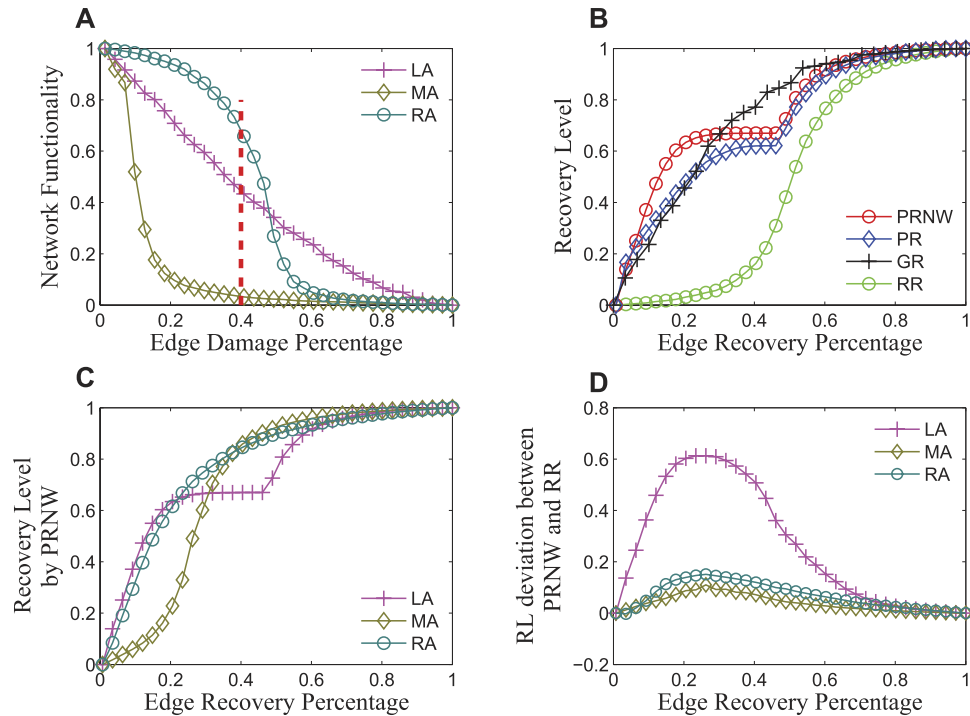 A
Network Functionality
1
0.8
0.6
0.4
0.2
0
0
0.2
0.4
0.6
0.8
1
Edge Damage Percentage
LA
MA
RA
B
Recovery Level
1
0.8
0.6
0.4
0.2
0
0
0.2
0.4
0.6
0.8
1
Edge Recovery Percentage
PRNW
PR
GR
RR
C
Recovery Level
by PRNW
1
0.8
0.6
0.4
0.2
0
0
0.2
0.4
0.6
0.8
1
Edge Recovery Percentage
LA
MA
RA
D
RL deviation between
PRNW and RR
0.8
0.6
0.4
0.2
0
−0.2
0
0.2
0.4
0.6
0.8
1
Edge Recovery Percentage
LA
MA
RA